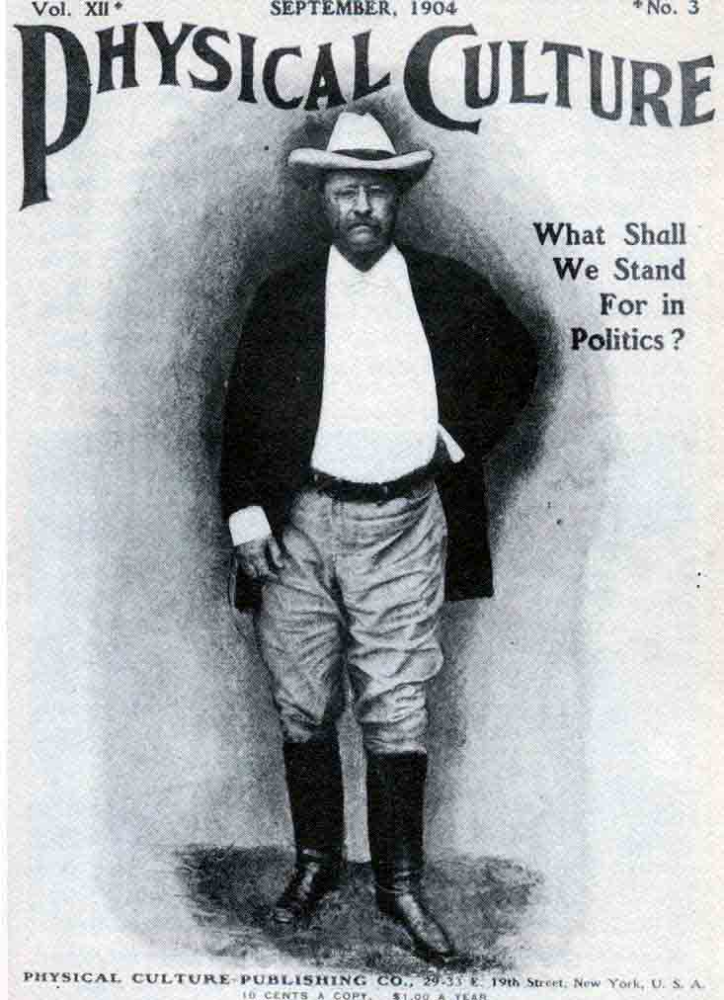 Vol. XII* SEPTEMBER, 1904 *No. 3
PHYSICAL CULTURE
What Shall
We Stand
For in
Politics?
PHYSICAL CULTURE PUBLISHING CO., 29-33 E. 19th Street, New York, U. S. A.
10 CENTS A COPY. $1.00 A YEAR